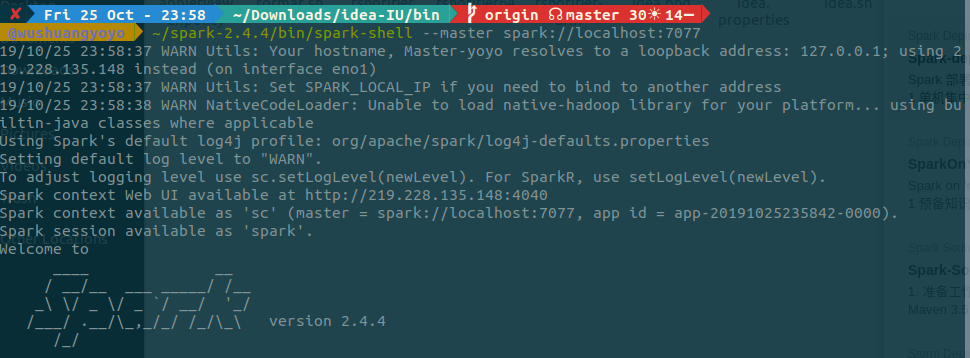 ✘ Fri 25 Oct - 23:58 ~/Downloads/idea-IU/bin origin ☊ master 30☀ 14−
@wushuangyoyo ~/spark-2.4.4/bin/spark-shell --master spark://localhost:7077
19/10/25 23:58:37 WARN Utils: Your hostname, Master-yoyo resolves to a loopback address: 127.0.0.1; using 2
19.228.135.148 instead (on interface eno1)
19/10/25 23:58:37 WARN Utils: Set SPARK_LOCAL_IP if you need to bind to another address
19/10/25 23:58:38 WARN NativeCodeLoader: Unable to load native-hadoop library for your platform... using bu
iltin-java classes where applicable
Using Spark's default log4j profile: org/apache/spark/log4j-defaults.properties
Setting default log level to "WARN".
To adjust logging level use sc.setLogLevel(newLevel). For SparkR, use setLogLevel(newLevel).
Spark context Web UI available at http://219.228.135.148:4040
Spark context available as 'sc' (master = spark://localhost:7077, app id = app-20191025235842-0000).
Spark session available as 'spark'.
Welcome to
      ____              __
     / __/__  ___ _____/ /__
    _\ \/ _ \/ _ `/ __/  '_/
   /___/ .__/\_,_/_/ /_/\_\   version 2.4.4
      /_/